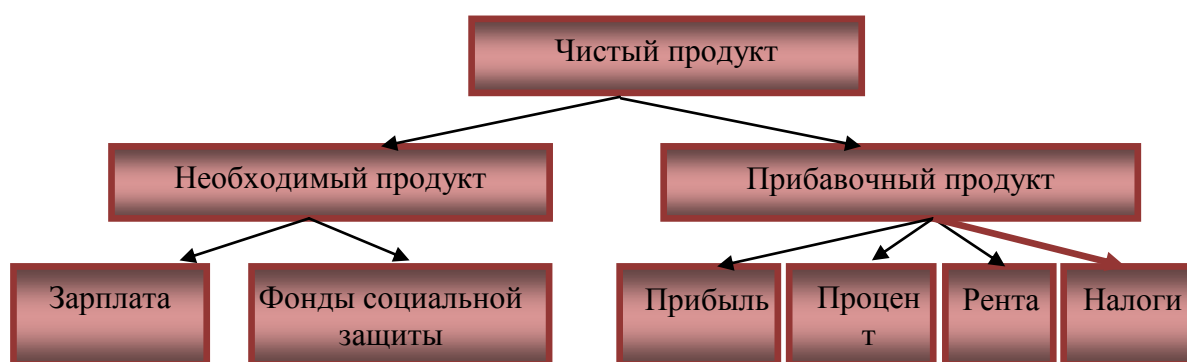 Чистый продукт
Необходимый продукт
Прибавочный продукт
Зарплата
Фонды социальной
защиты
Прибыль
Процен
т
Рента
Налоги